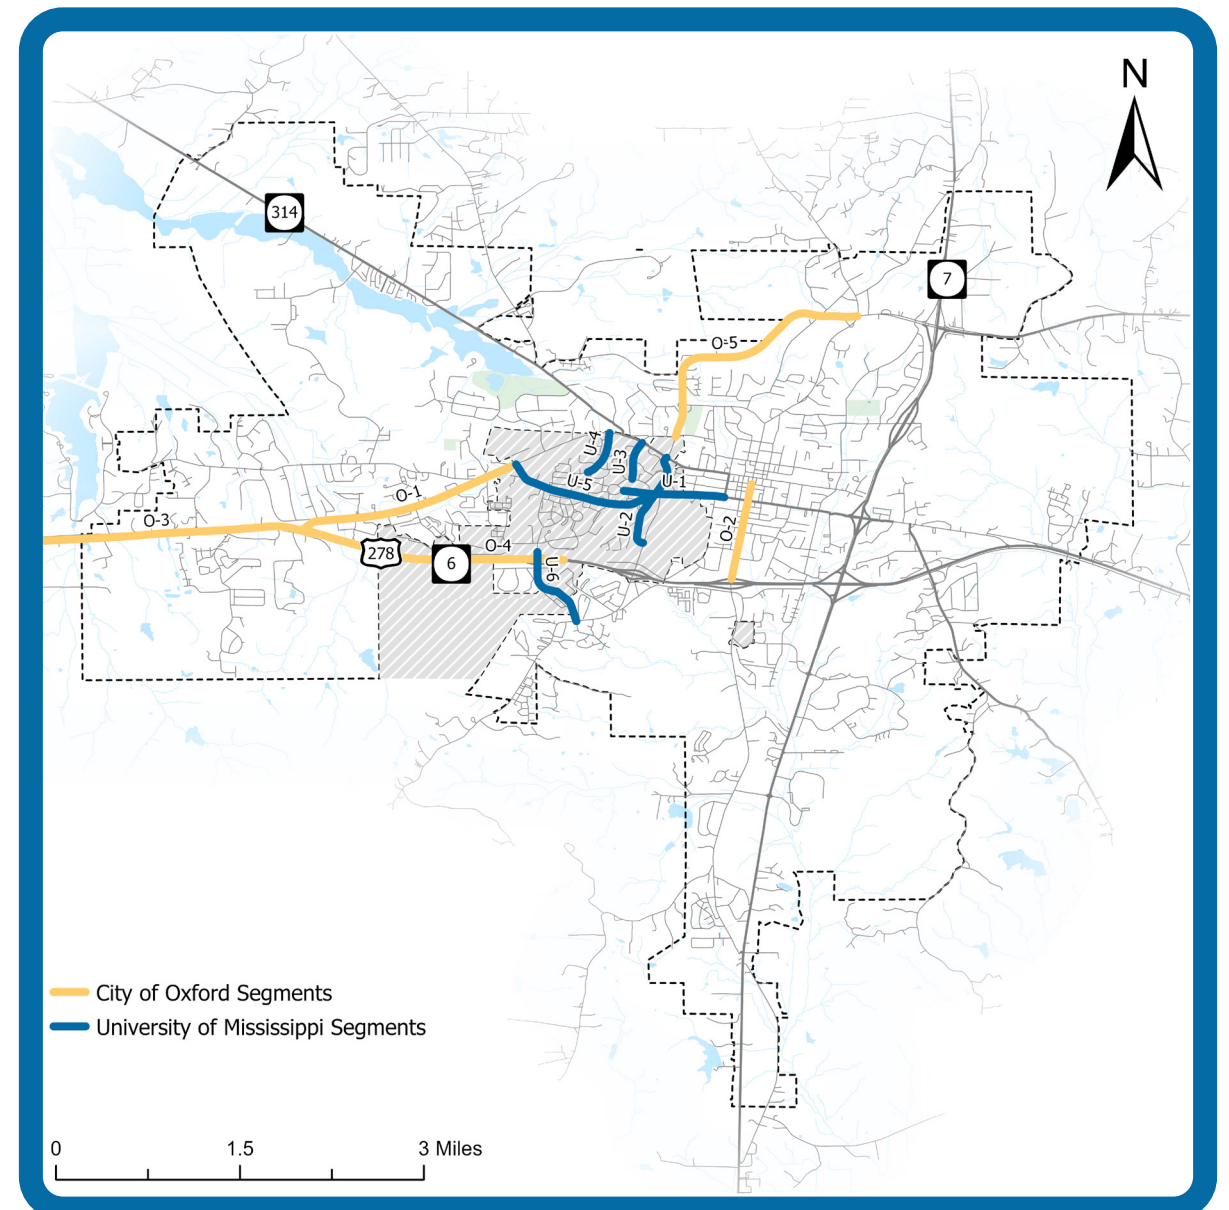 N
314
7
O-5
U-4
U-3
U-1
U-5
O-1
O-3
U-2
O-2
O-4
278
6
U-6
City of Oxford Segments
University of Mississippi Segments
0 1.5 3 Miles